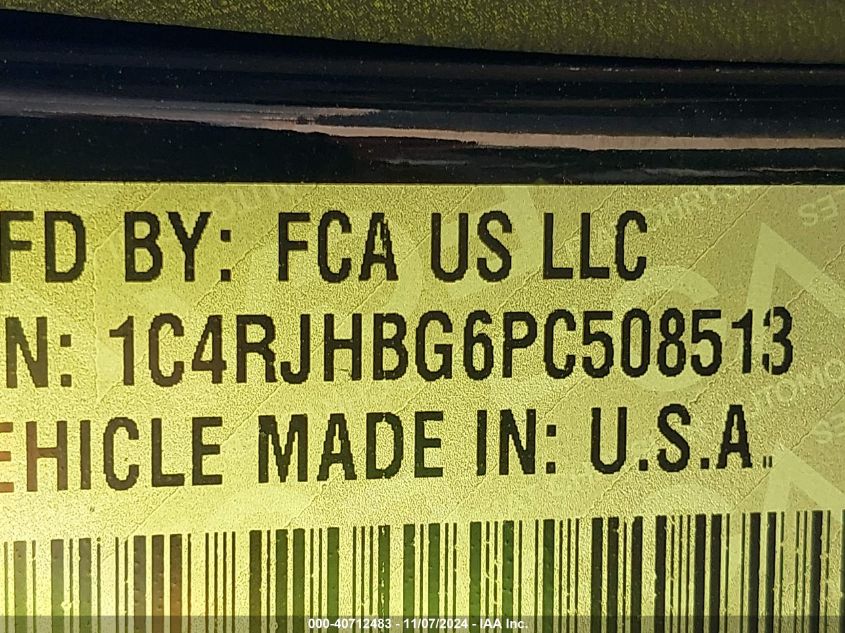 FD BY: FCA US LLC
N: 1C4RJHBG6PC508513
EHICLE MADE IN: U.S.A.
000-40712483 - 11/07/2024 - IAA Inc.